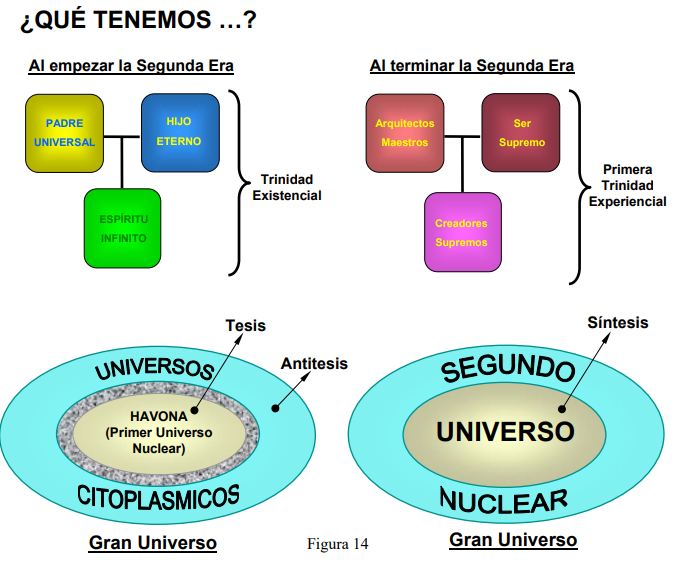 ¿QUÉ TENEMOS …?
Al empezar la Segunda Era
PADRE
UNIVERSAL
HIJO
ETERNO
ESPÍRITU
INFINITO
Trinidad
Existencial
Al terminar la Segunda Era
Arquitectos
Maestros
Ser
Supremo
Creadores
Supremos
Primera
Trinidad
Experiencial
Tesis
Antitesis
UNIVERSOS
HAVONA
(Primer Universo
Nuclear)
CITOPLASMICOS
Gran Universo
Síntesis
SEGUNDO
UNIVERSO
NUCLEAR
Gran Universo
Figura 14